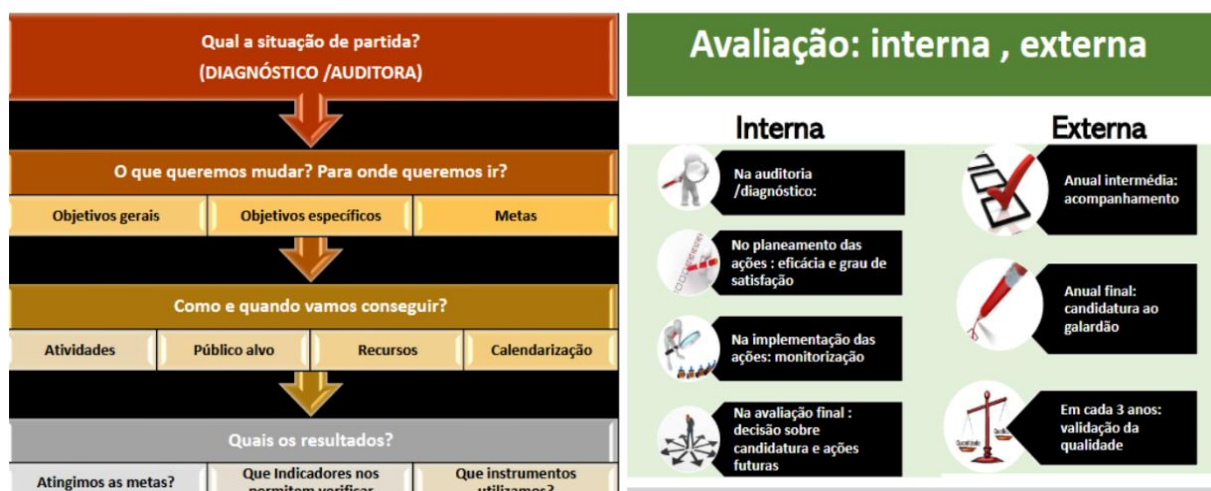 Qual a situação de partida?
(DIAGNÓSTICO /AUDITORA)
O que queremos mudar? Para onde queremos ir?
Objetivos gerais
Objetivos específicos
Metas
Como e quando vamos conseguir?
Atividades
Público alvo
Recursos
Calendarização
Quais os resultados?
Atingimos as metas?
Que Indicadores nos
permitem verificar
Que instrumentos
utilizamos?
Avaliação: interna , externa
Interna
Na auditoria
/diagnóstico:
No planeamento das
ações : eficácia e grau de
satisfação
Na implementação das
ações: monitorização
Na avaliação final :
decisão sobre
candidatura e ações
futuras
Externa
Anual intermédia:
acompanhamento
Anual final:
candidatura ao
galardão
Em cada 3 anos:
validação da
qualidade